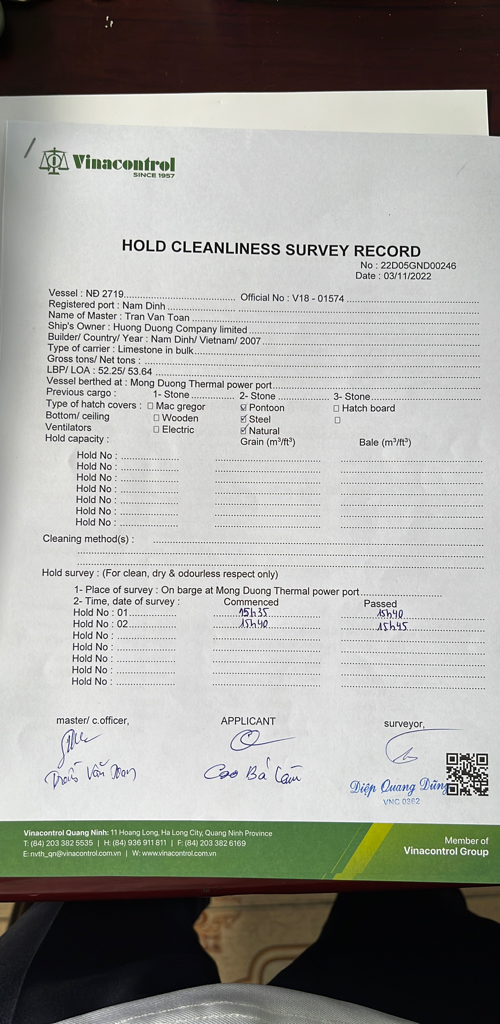 Vinacontrol
SINCE 1957
HOLD CLEANLINESS SURVEY RECORD
No : 22D05GND00246
Date : 03/11/2022
Vessel : NĐ 2719 Official No : V18 - 01574
Registered port : Nam Dinh
Name of Master : Tran Van Toan
Ship's Owner : Huong Duong Company limited
Builder/ Country/ Year : Nam Dinh/ Vietnam/ 2007
Type of carrier : Limestone in bulk
Gross tons/ Net tons :
LBP/ LOA : 52.25/ 53.64
Vessel berthed at : Mong Duong Thermal power port
Previous cargo : 1- Stone 2- Stone 3- Stone
Type of hatch covers : ☐ Mac gregor ☑ Pontoon ☐ Hatch board
Bottom/ ceiling ☐ Wooden ☑ Steel ☐
Ventilators ☐ Electric ☑ Natural
Hold capacity : Grain (m³/ft³) Bale (m³/ft³)
Hold No :
Hold No :
Hold No :
Hold No :
Hold No :
Hold No :
Hold No :
Cleaning method(s) :
Hold survey : (For clean, dry & odourless respect only)
1- Place of survey : On barge at Mong Duong Thermal power port
2- Time, date of survey : Commenced Passed
Hold No : 01 15h35 15h40
Hold No : 02 15h40 15h45
Hold No :
Hold No :
Hold No :
Hold No :
Hold No :
master/ c.officer, APPLICANT surveyor,
Trần Văn Toan Cao Bá Lâm Diệp Quang Dũng
VNC 0362
Vinacontrol Quang Ninh: 11 Hoang Long, Ha Long City, Quang Ninh Province
T: (84) 203 382 5535 | H: (84) 936 911 811 | F: (84) 203 382 6169
E: nvth_qn@vinacontrol.com.vn | W: www.vinacontrol.com.vn
Member of
Vinacontrol Group